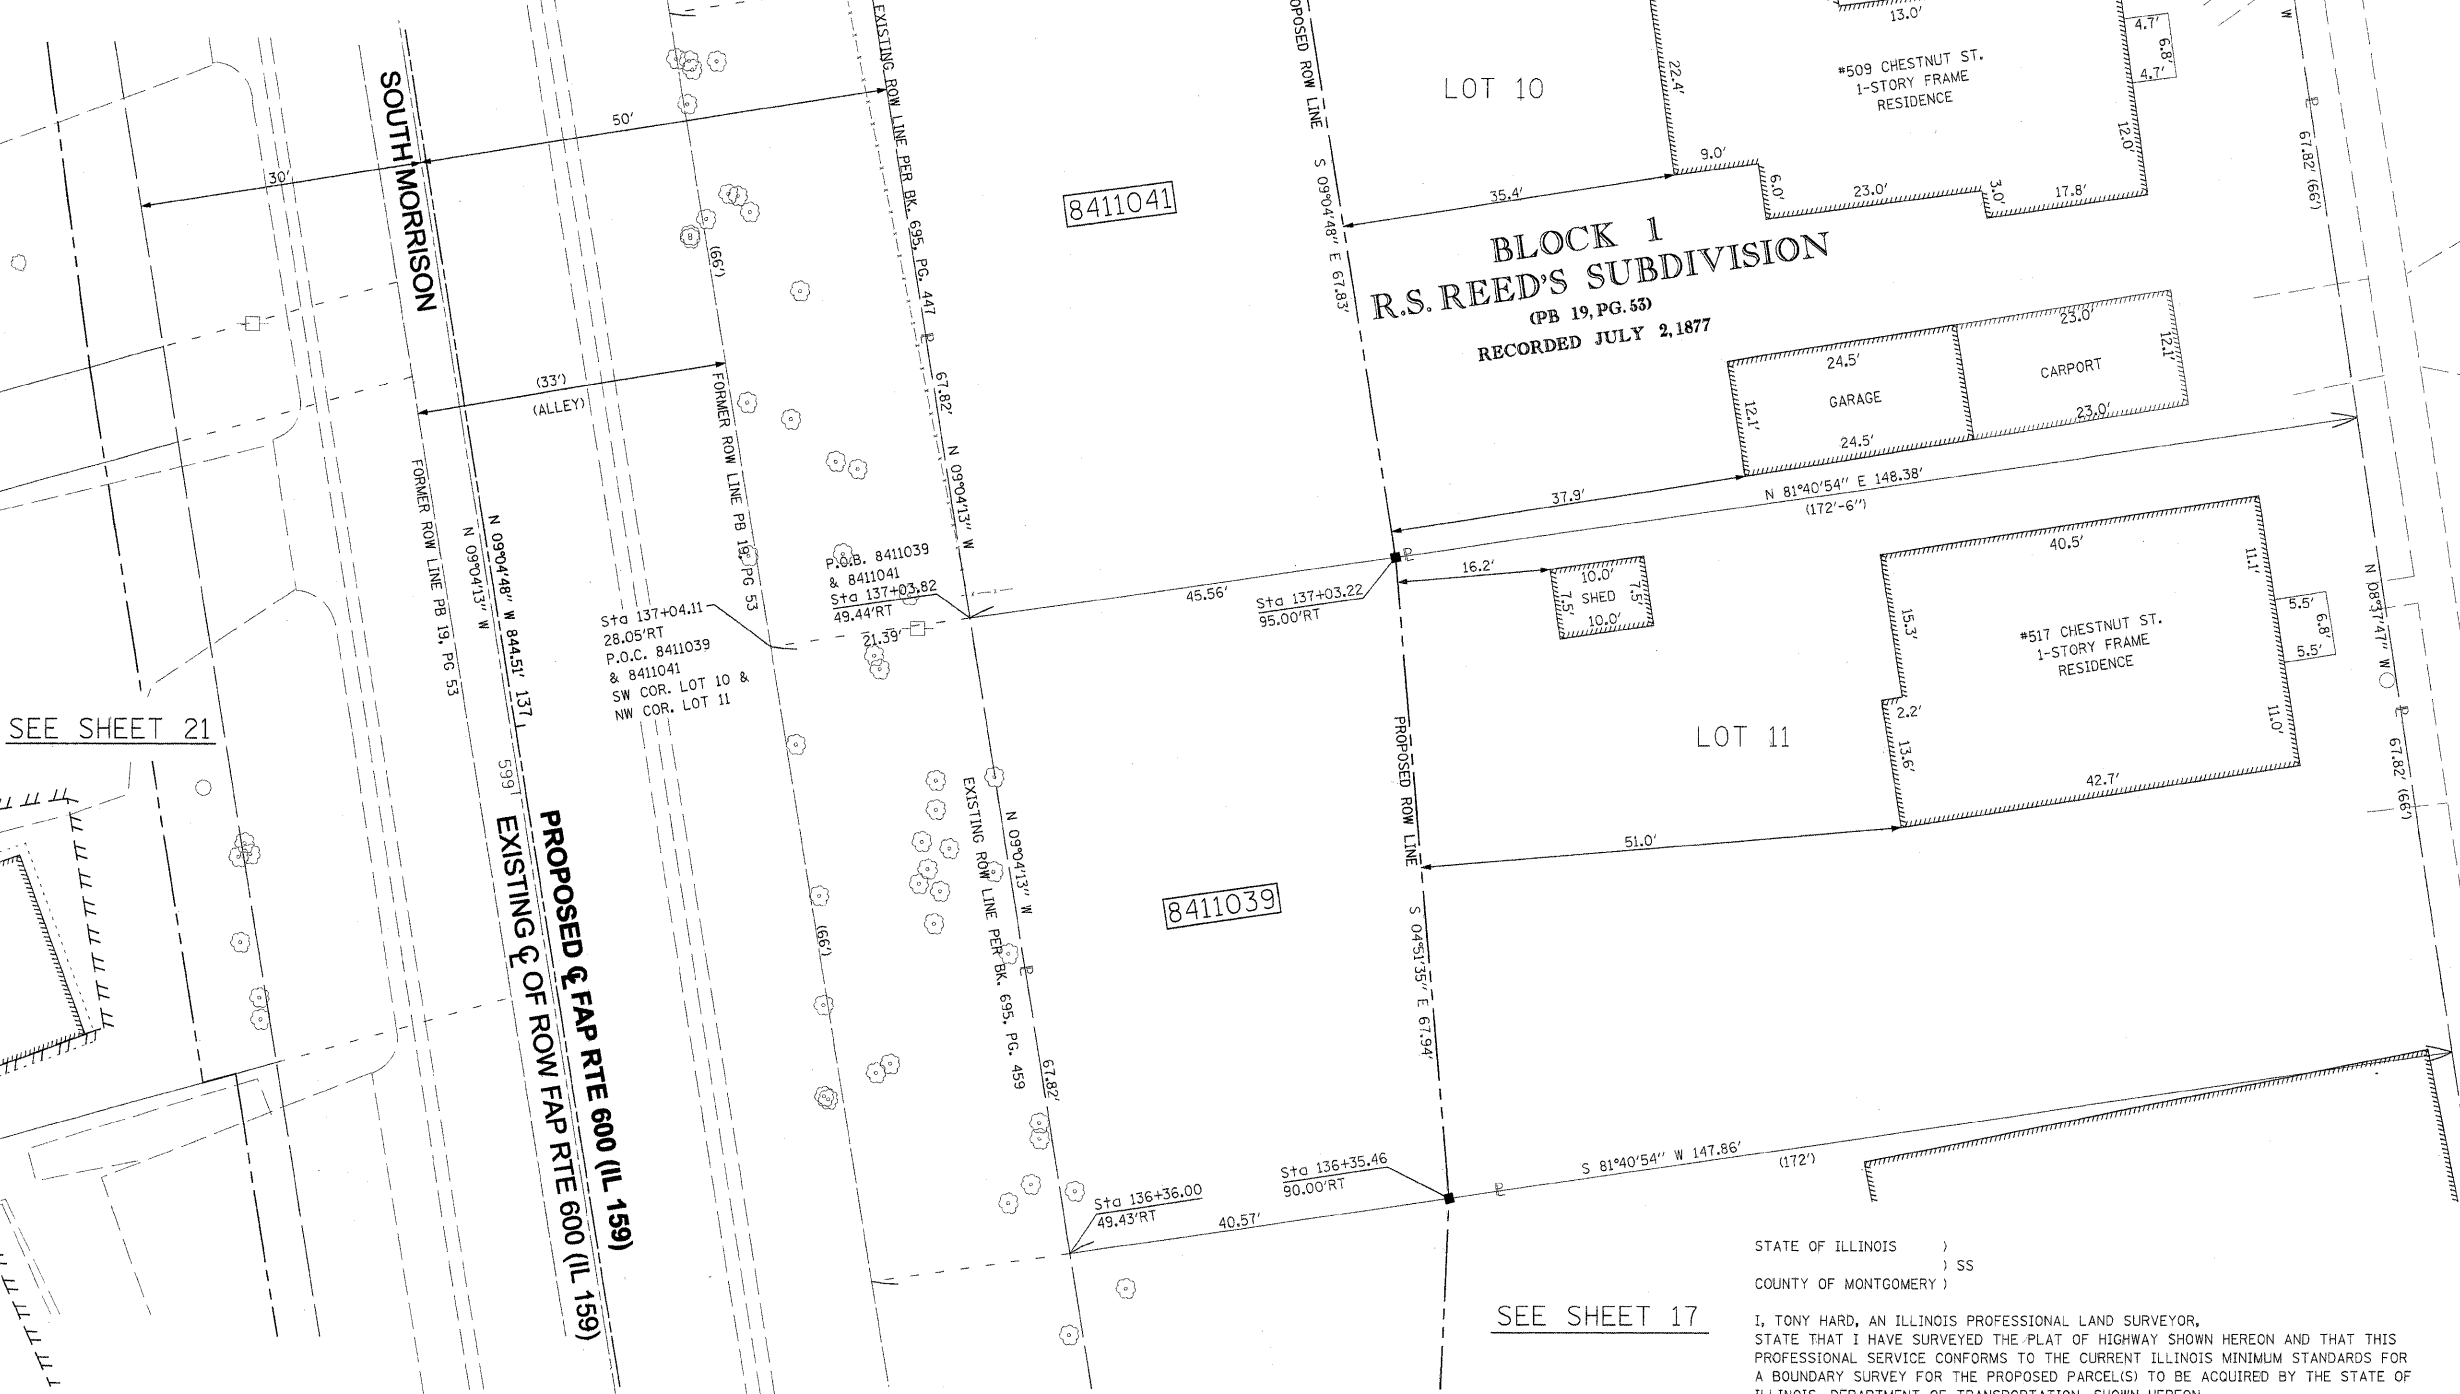 13.0'
4.7'
6.8'
4.7'
#509 CHESTNUT ST.
1-STORY FRAME
RESIDENCE
22.4'
12.0'
LOT 10
9.0'
6.0'
23.0'
3.0'
17.8'
35.4'
W
℄
67.82' (66')
50'
30'
SOUTH MORRISON
EXISTING ROW LINE PER BK. 695, PG. 447
℄
67.82'
N 09°04'13" W
8411041
OPOSED ROW LINE
S 09°04'48" E 67.83'
BLOCK 1
R.S. REED'S SUBDIVISION
(PB 19, PG. 53)
RECORDED JULY 2, 1877
(66')
(33')
(ALLEY)
FORMER ROW LINE PB 19, PG 53
FORMER ROW LINE PB 19, PG 53
24.5'
GARAGE
12.1'
24.5'
23.0'
CARPORT
12.1'
23.0'
37.9'
N 81°40'54" E 148.38'
(172'-6")
N 09°04'48" W 844.51'
N 09°04'13" W
137
599
P.O.B. 8411039
& 8411041
Sta 137+03.82
49.44'RT
21.39'
Sta 137+04.11
28.05'RT
P.O.C. 8411039
& 8411041
SW COR. LOT 10 &
NW COR. LOT 11
45.56'
Sta 137+03.22
95.00'RT
16.2'
10.0'
SHED
7.5'
7.5'
10.0'
40.5'
11.1'
5.5'
6.8'
5.5'
15.3'
#517 CHESTNUT ST.
1-STORY FRAME
RESIDENCE
2.2'
13.6'
11.0'
42.7'
N 08°37'47" W
67.82' (66')
LOT 11
51.0'
SEE SHEET 21
PROPOSED ℄ FAP RTE 600 (IL 159)
EXISTING ℄ OF ROW FAP RTE 600 (IL 159)
(66')
N 09°04'13" W
EXISTING ROW LINE PER BK. 695, PG. 459
67.82'
8411039
PROPOSED ROW LINE
S 04°51'35" E 67.94'
Sta 136+36.00
49.43'RT
40.57'
Sta 136+35.46
90.00'RT
S 81°40'54" W 147.86'
(172')
STATE OF ILLINOIS )
) SS
COUNTY OF MONTGOMERY )
SEE SHEET 17
I, TONY HARD, AN ILLINOIS PROFESSIONAL LAND SURVEYOR,
STATE THAT I HAVE SURVEYED THE PLAT OF HIGHWAY SHOWN HEREON AND THAT THIS
PROFESSIONAL SERVICE CONFORMS TO THE CURRENT ILLINOIS MINIMUM STANDARDS FOR
A BOUNDARY SURVEY FOR THE PROPOSED PARCEL(S) TO BE ACQUIRED BY THE STATE OF
ILLINOIS, DEPARTMENT OF TRANSPORTATION, SHOWN HEREON